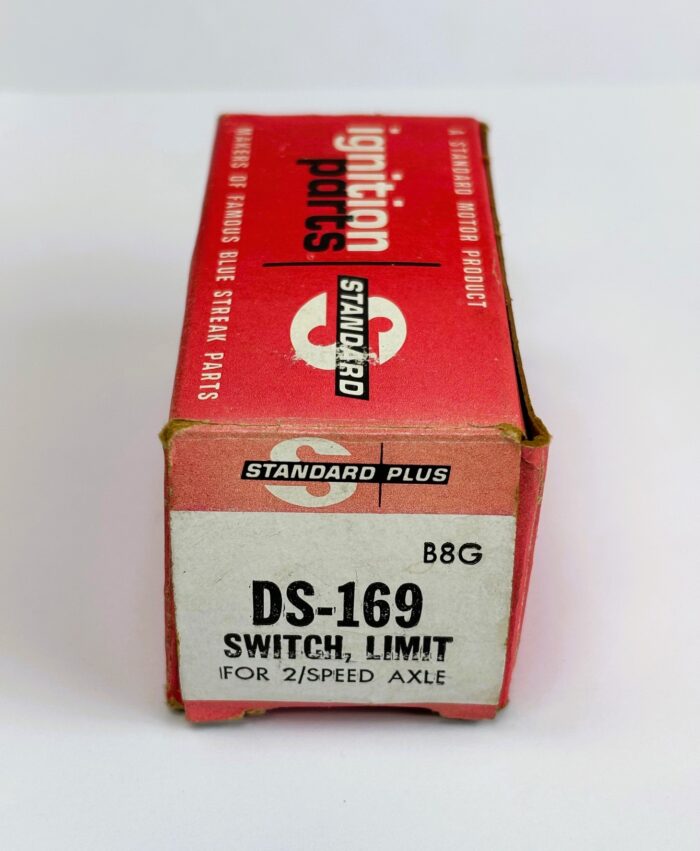 A STANDARD MOTOR PRODUCT
ignition
parts
STANDARD
MAKERS OF FAMOUS BLUE STREAK PARTS
STANDARD PLUS
B8G
DS-169
SWITCH, LIMIT
FOR 2/SPEED AXLE